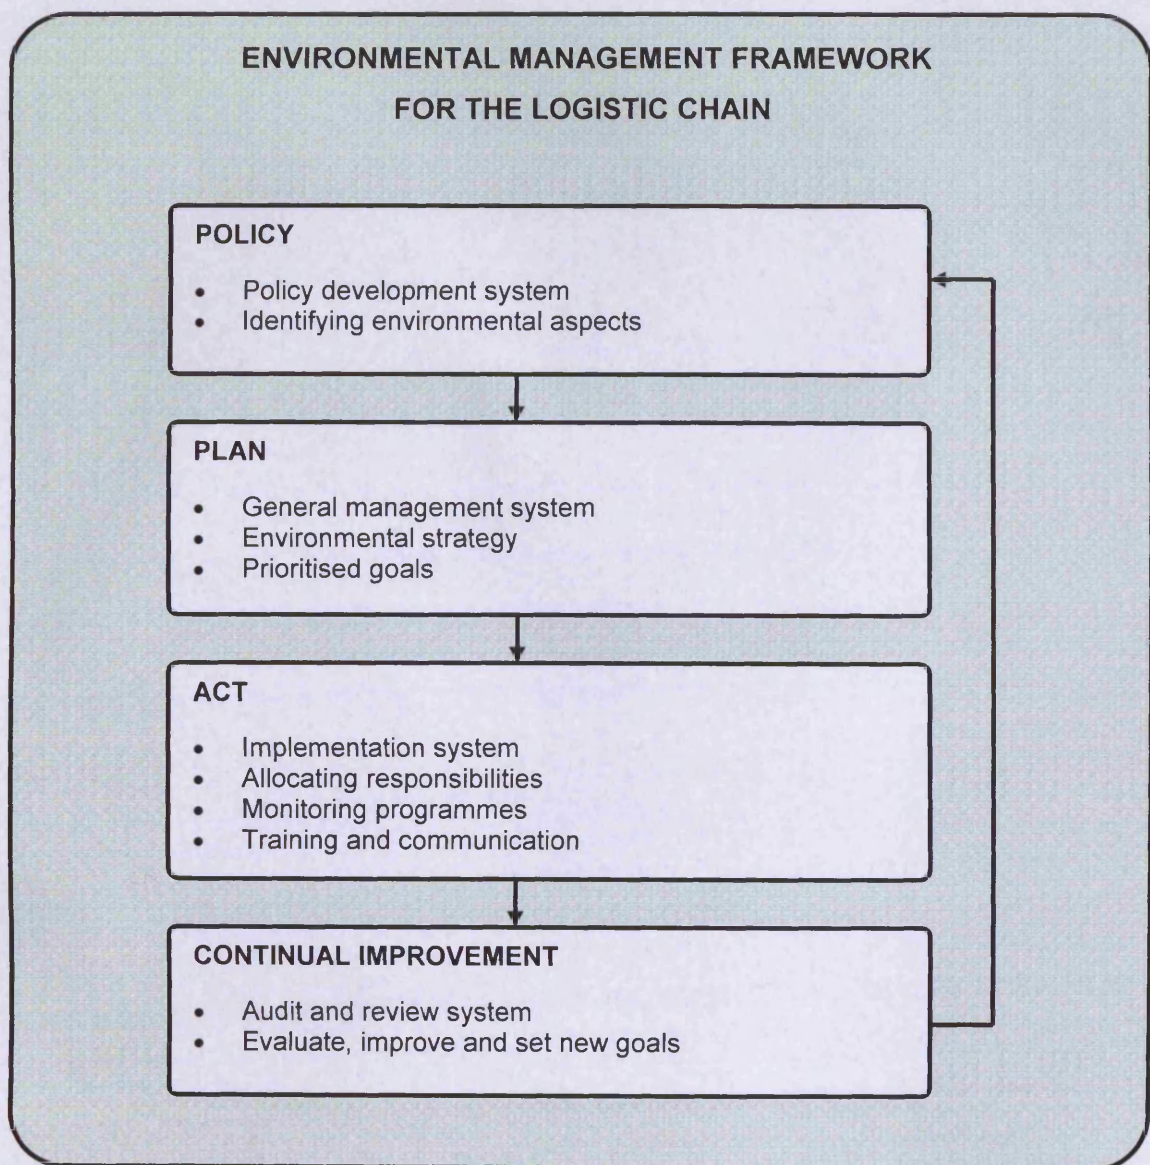 ENVIRONMENTAL MANAGEMENT FRAMEWORK
FOR THE LOGISTIC CHAIN
POLICY
• Policy development system
• Identifying environmental aspects
PLAN
• General management system
• Environmental strategy
• Prioritised goals
ACT
• Implementation system
• Allocating responsibilities
• Monitoring programmes
• Training and communication
CONTINUAL IMPROVEMENT
• Audit and review system
• Evaluate, improve and set new goals